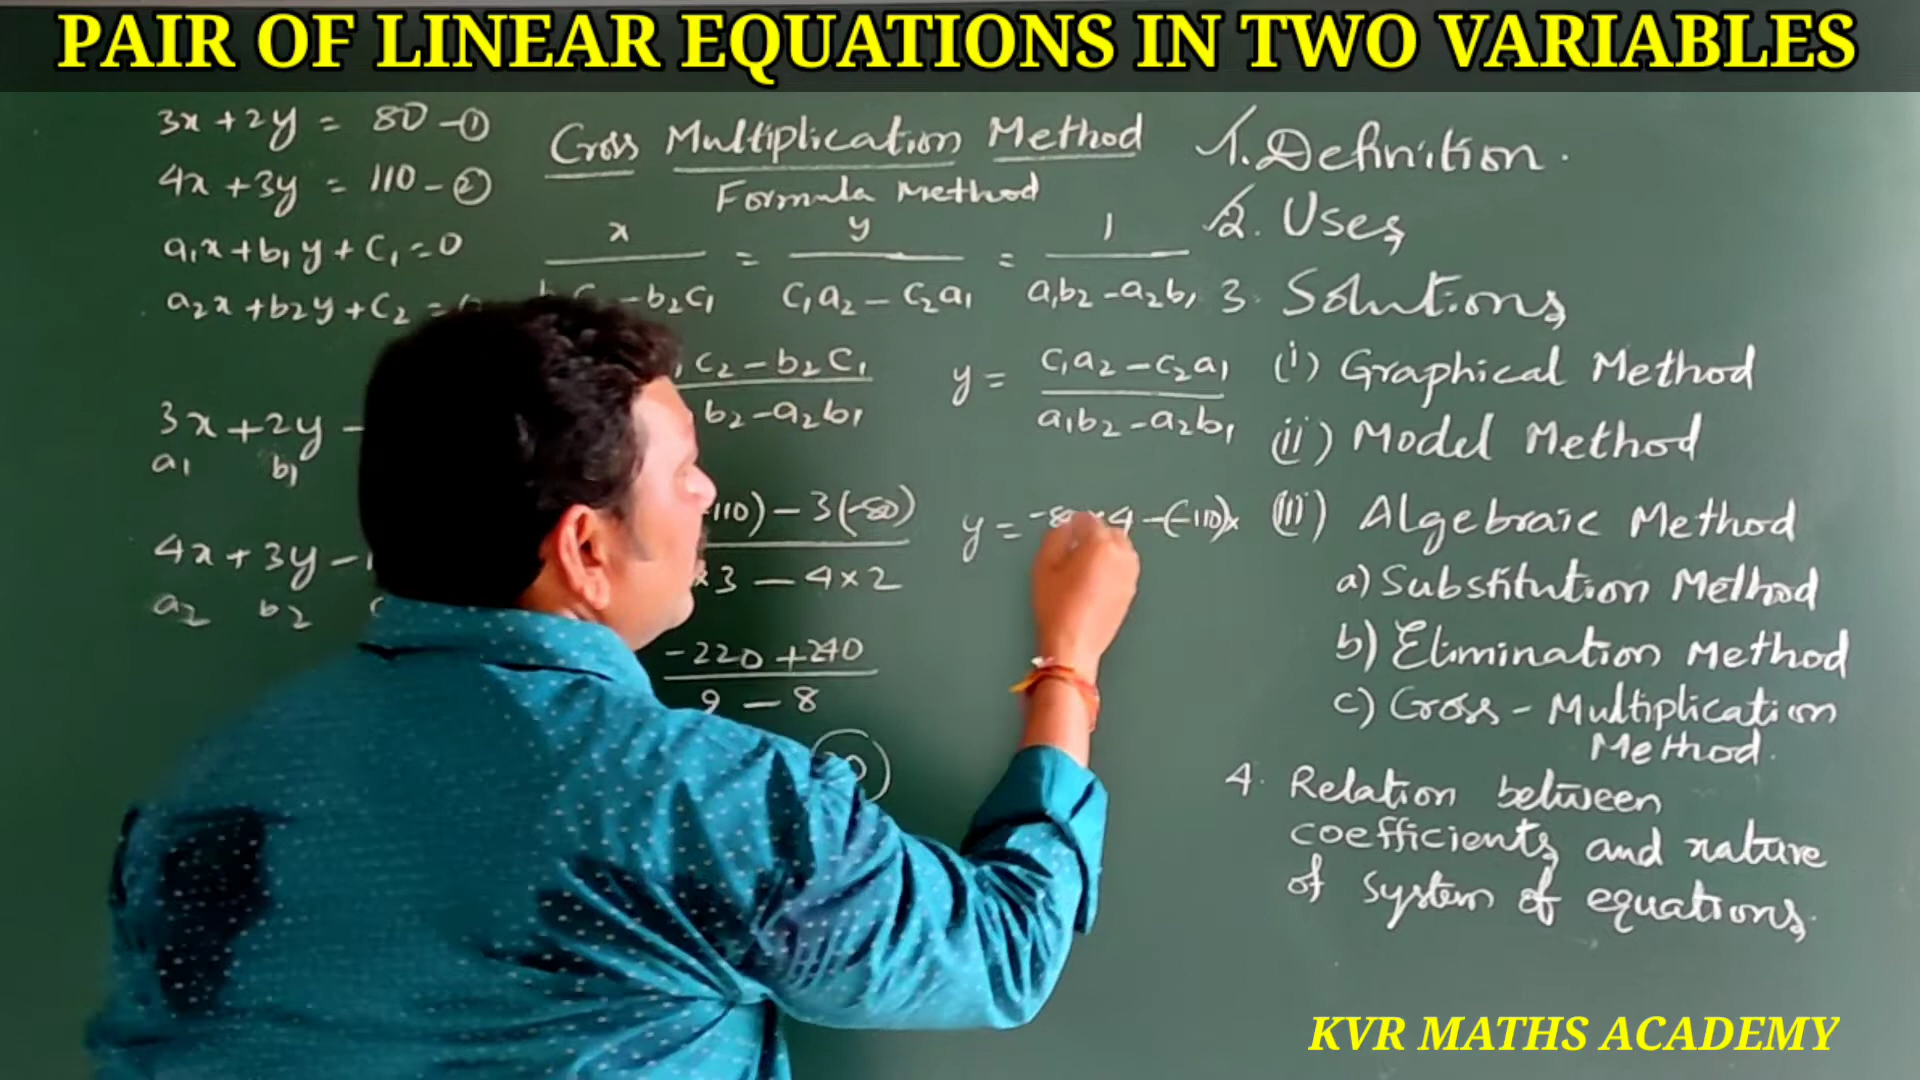 PAIR OF LINEAR EQUATIONS IN TWO VARIABLES
3x + 2y = 80 - ①
4x + 3y = 110 - ②
a₁x + b₁y + C₁ = 0
a₂x + b₂y + C₂ =
3x + 2y -
a₁ b₁
4x + 3y -
a₂ b₂
Cross Multiplication Method
Formula Method
x y 1
= =
- b₂C₁ C₁a₂ - C₂a₁ a₁b₂ - a₂b₁
C₂ - b₂C₁
b₂ - a₂b₁
y = C₁a₂ - C₂a₁
a₁b₂ - a₂b₁
110) - 3(-80)
×3 - 4×2
-220 + 240
9 - 8
y = -8 4 - (-110)×
1. Definition.
2. Uses
3. Solutions
(i) Graphical Method
(ii) Model Method
(iii) Algebraic Method
a) Substitution Method
b) Elimination Method
c) Cross - Multiplication
Method.
4. Relation between
coefficients and nature
of system of equations.
KVR MATHS ACADEMY